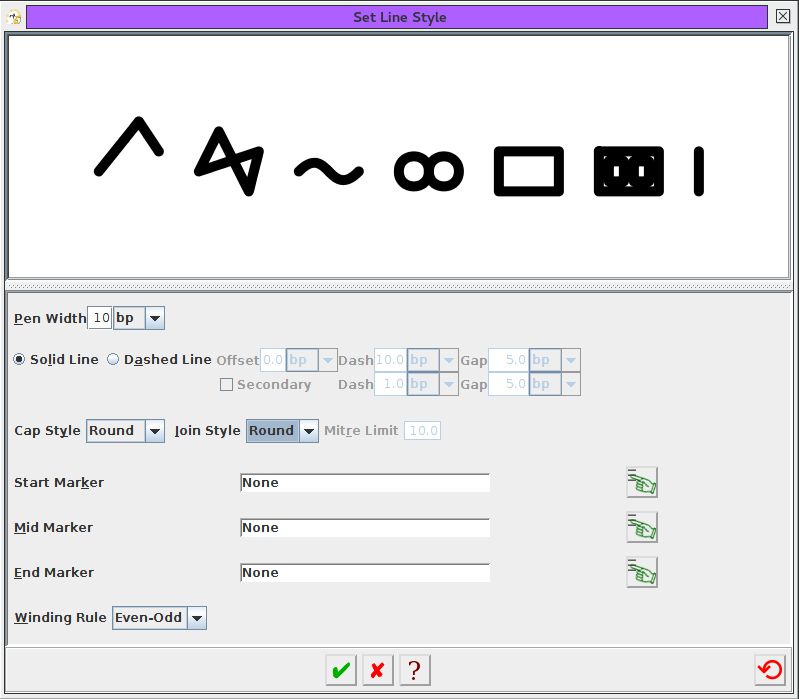 Set Line Style
Pen Width 10 bp
Solid Line Dashed Line Offset 0.0 bp Dash 10.0 bp Gap 5.0 bp
Secondary Dash 1.0 bp Gap 5.0 bp
Cap Style Round Join Style Round Mitre Limit 10.0
Start Marker None
Mid Marker None
End Marker None
Winding Rule Even-Odd
?